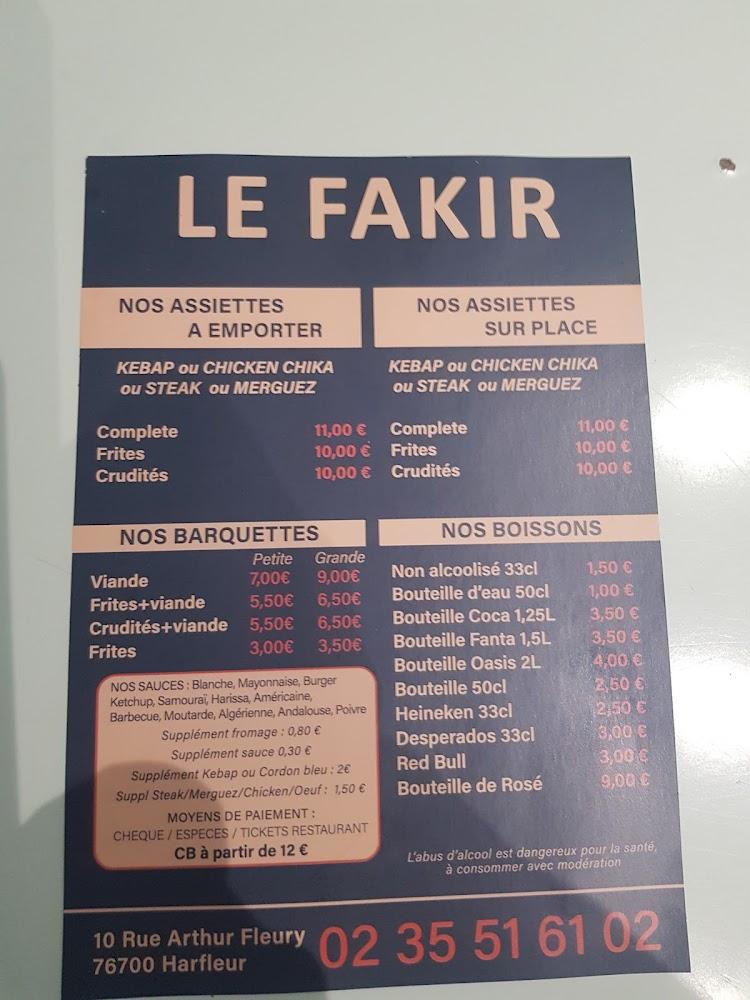 LE FAKIR
NOS ASSIETTES
A EMPORTER
KEBAP ou CHICKEN CHIKA
ou STEAK ou MERGUEZ
Complete 11,00 €
Frites 10,00 €
Crudités 10,00 €
NOS ASSIETTES
SUR PLACE
KEBAP ou CHICKEN CHIKA
ou STEAK ou MERGUEZ
Complete 11,00 €
Frites 10,00 €
Crudités 10,00 €
NOS BARQUETTES
Petite Grande
Viande 7,00€ 9,00€
Frites+viande 5,50€ 6,50€
Crudités+viande 5,50€ 6,50€
Frites 3,00€ 3,50€
NOS SAUCES : Blanche, Mayonnaise, Burger
Ketchup, Samouraï, Harissa, Américaine,
Barbecue, Moutarde, Algérienne, Andalouse, Poivre
Supplément fromage : 0,80 €
Supplément sauce 0,30 €
Supplément Kebap ou Cordon bleu : 2€
Suppl Steak/Merguez/Chicken/Oeuf : 1,50 €
MOYENS DE PAIEMENT :
CHEQUE / ESPECES / TICKETS RESTAURANT
CB à partir de 12 €
NOS BOISSONS
Non alcoolisé 33cl 1,50 €
Bouteille d'eau 50cl 1,00 €
Bouteille Coca 1,25L 3,50 €
Bouteille Fanta 1,5L 3,50 €
Bouteille Oasis 2L 4,00 €
Bouteille 50cl 2,50 €
Heineken 33cl 2,50 €
Desperados 33cl 3,00 €
Red Bull 3,00 €
Bouteille de Rosé 9,00 €
L'abus d'alcool est dangereux pour la santé,
à consommer avec modération
10 Rue Arthur Fleury
76700 Harfleur
02 35 51 61 02